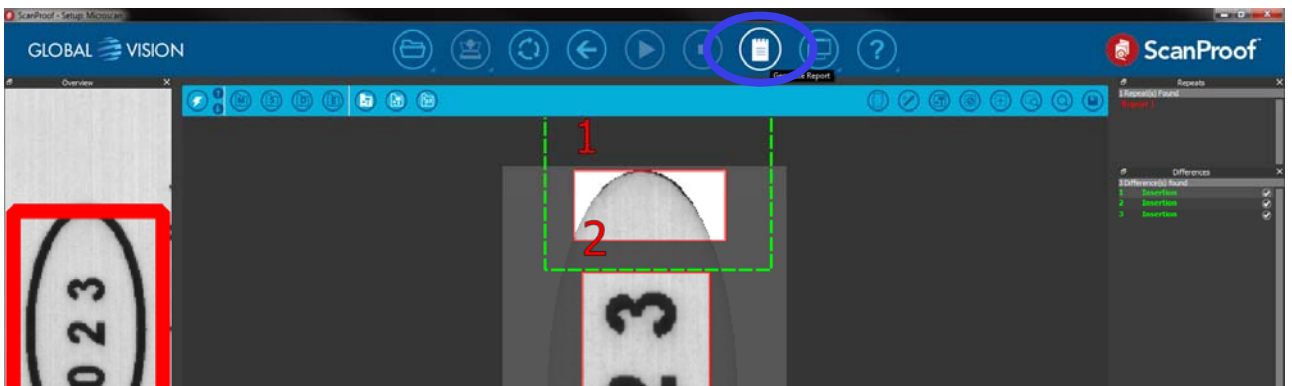 ScanProof - Setup: Microscan
GLOBAL VISION
?
ScanProof
Report
Overview
Repeats
1 Repeat(s) Found
Repeat 1
Differences
3 Difference(s) found
1 Insertion
2 Insertion
3 Insertion
1
2
0 2 3
2 3